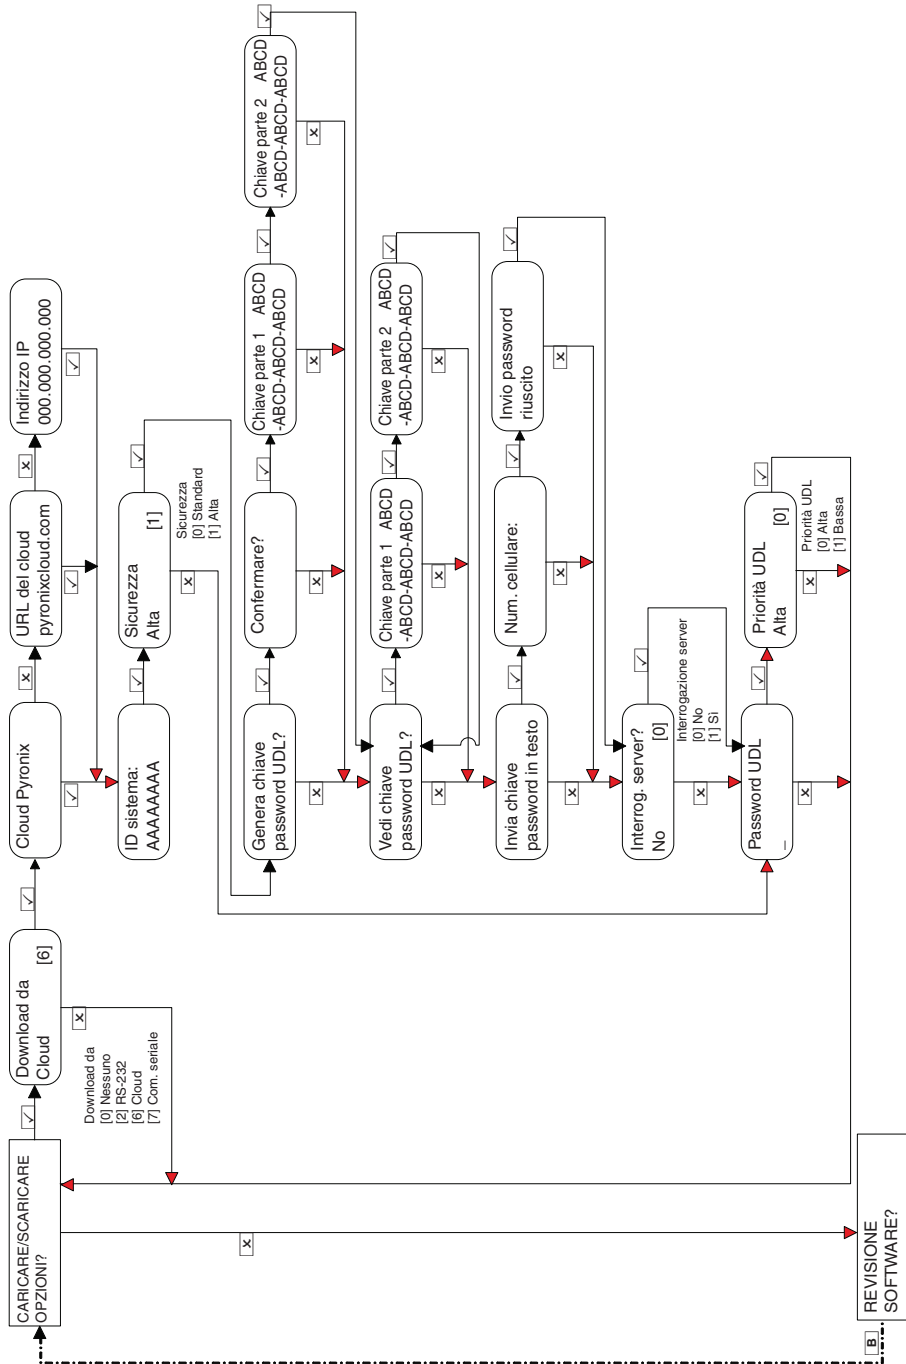 CARICARE/SCARICARE
OPZIONI?
Download da
Cloud [6]
Download da
[0] Nessuno
[2] RS-232
[6] Cloud
[7] Com. seriale
Cloud Pyronix
URL del cloud
pyronixcloud.com
Indirizzo IP
000.000.000.000
ID sistema:
AAAAAAAA
Sicurezza
Alta [1]
Sicurezza
[0] Standard
[1] Alta
Genera chiave
password UDL?
Confermare?
Chiave parte 1 ABCD
-ABCD-ABCD-ABCD
Chiave parte 2 ABCD
-ABCD-ABCD-ABCD
Vedi chiave
password UDL?
Chiave parte 1 ABCD
-ABCD-ABCD-ABCD
Chiave parte 2 ABCD
-ABCD-ABCD-ABCD
Invia chiave
password in testo
Num. cellulare:
Invio password
riuscito
Interrog. server?
No [0]
Interrogazione server
[0] No
[1] Sì
Password UDL
_
Priorità UDL
Alta [0]
Priorità UDL
[0] Alta
[1] Bassa
REVISIONE
SOFTWARE?
B